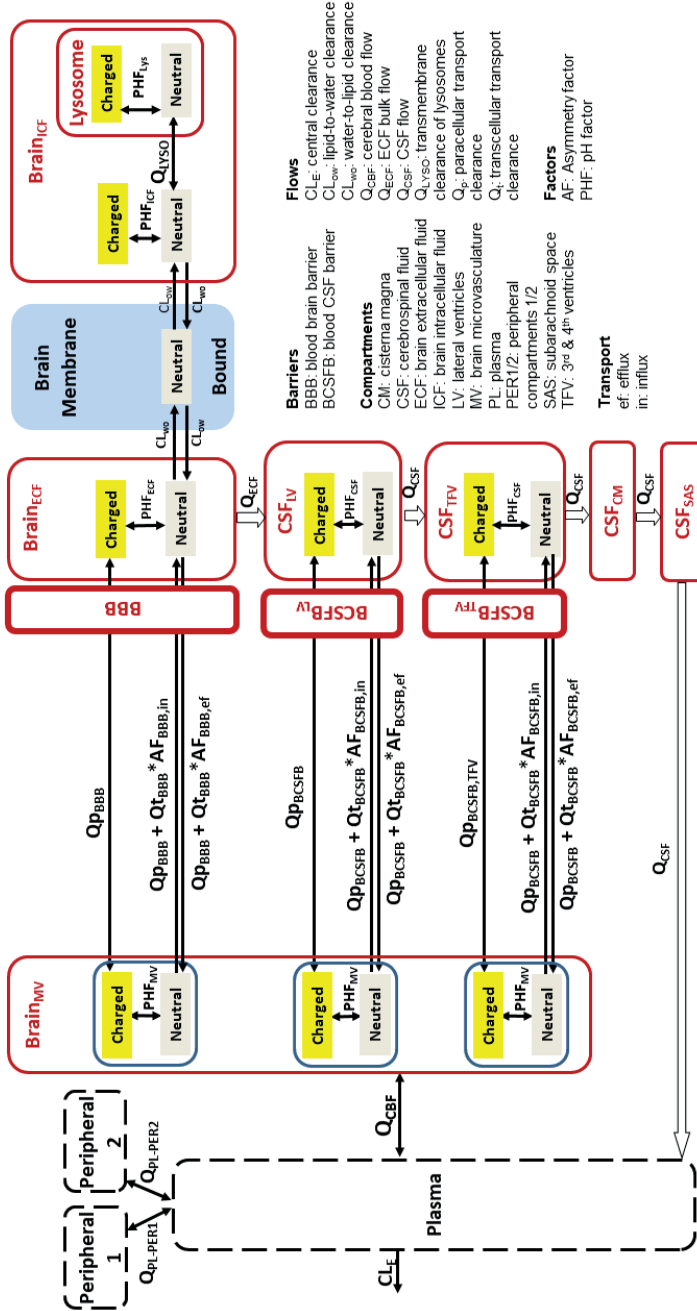 Peripheral
1
Peripheral
2
Q_PL-PER1
Q_PL-PER2
CL_E
Plasma
Q_CBF
Q_CSF
Brain_MV
Charged
PHF_MV
Neutral
Charged
PHF_MV
Neutral
Charged
PHF_MV
Neutral
Qp_BBB
Qp_BBB + Qt_BBB*AF_BBB,in
Qp_BBB + Qt_BBB*AF_BBB,ef
Qp_BCSFB
Qp_BCSFB + Qt_BCSFB*AF_BCSFB,in
Qp_BCSFB + Qt_BCSFB*AF_BCSFB,ef
Qp_BCSFB,TFV
Qp_BCSFB + Qt_BCSFB*AF_BCSFB,in
Qp_BCSFB + Qt_BCSFB*AF_BCSFB,ef
BBB
BCSFB_LV
BCSFB_TFV
Brain_ECF
Charged
PHF_ECF
Neutral
Q_ECF
CSF_LV
Charged
PHF_CSF
Neutral
Q_CSF
CSF_TFV
Charged
PHF_CSF
Neutral
Q_CSF
CSF_CM
Q_CSF
CSF_SAS
CL_wo
CL_ow
Brain
Membrane
Neutral
Bound
CL_ow
CL_wo
Brain_ICF
Charged
PHF_ICF
Neutral
Q_LYSO
Lysosome
Charged
PHF_Lys
Neutral
Barriers
BBB: blood brain barrier
BCSFB: blood CSF barrier
Compartments
CM: cisterna magna
CSF: cerebrospinal fluid
ECF: brain extracellular fluid
ICF: brain intracellular fluid
LV: lateral ventricles
MV: brain microvasculature
PL: plasma
PER1/2: peripheral
compartments 1/2
SAS: subarachnoid space
TFV: 3rd & 4th ventricles
Transport
ef: efflux
in: influx
Flows
CL_E: central clearance
CL_ow: lipid-to-water clearance
CL_wo: water-to-lipid clearance
Q_CBF: cerebral blood flow
Q_ECF: ECF bulk flow
Q_CSF: CSF flow
Q_LYSO: transmembrane
clearance of lysosomes
Q_p: paracellular transport
clearance
Q_t: transcellular transport
clearance
Factors
AF: Asymmetry factor
PHF: pH factor